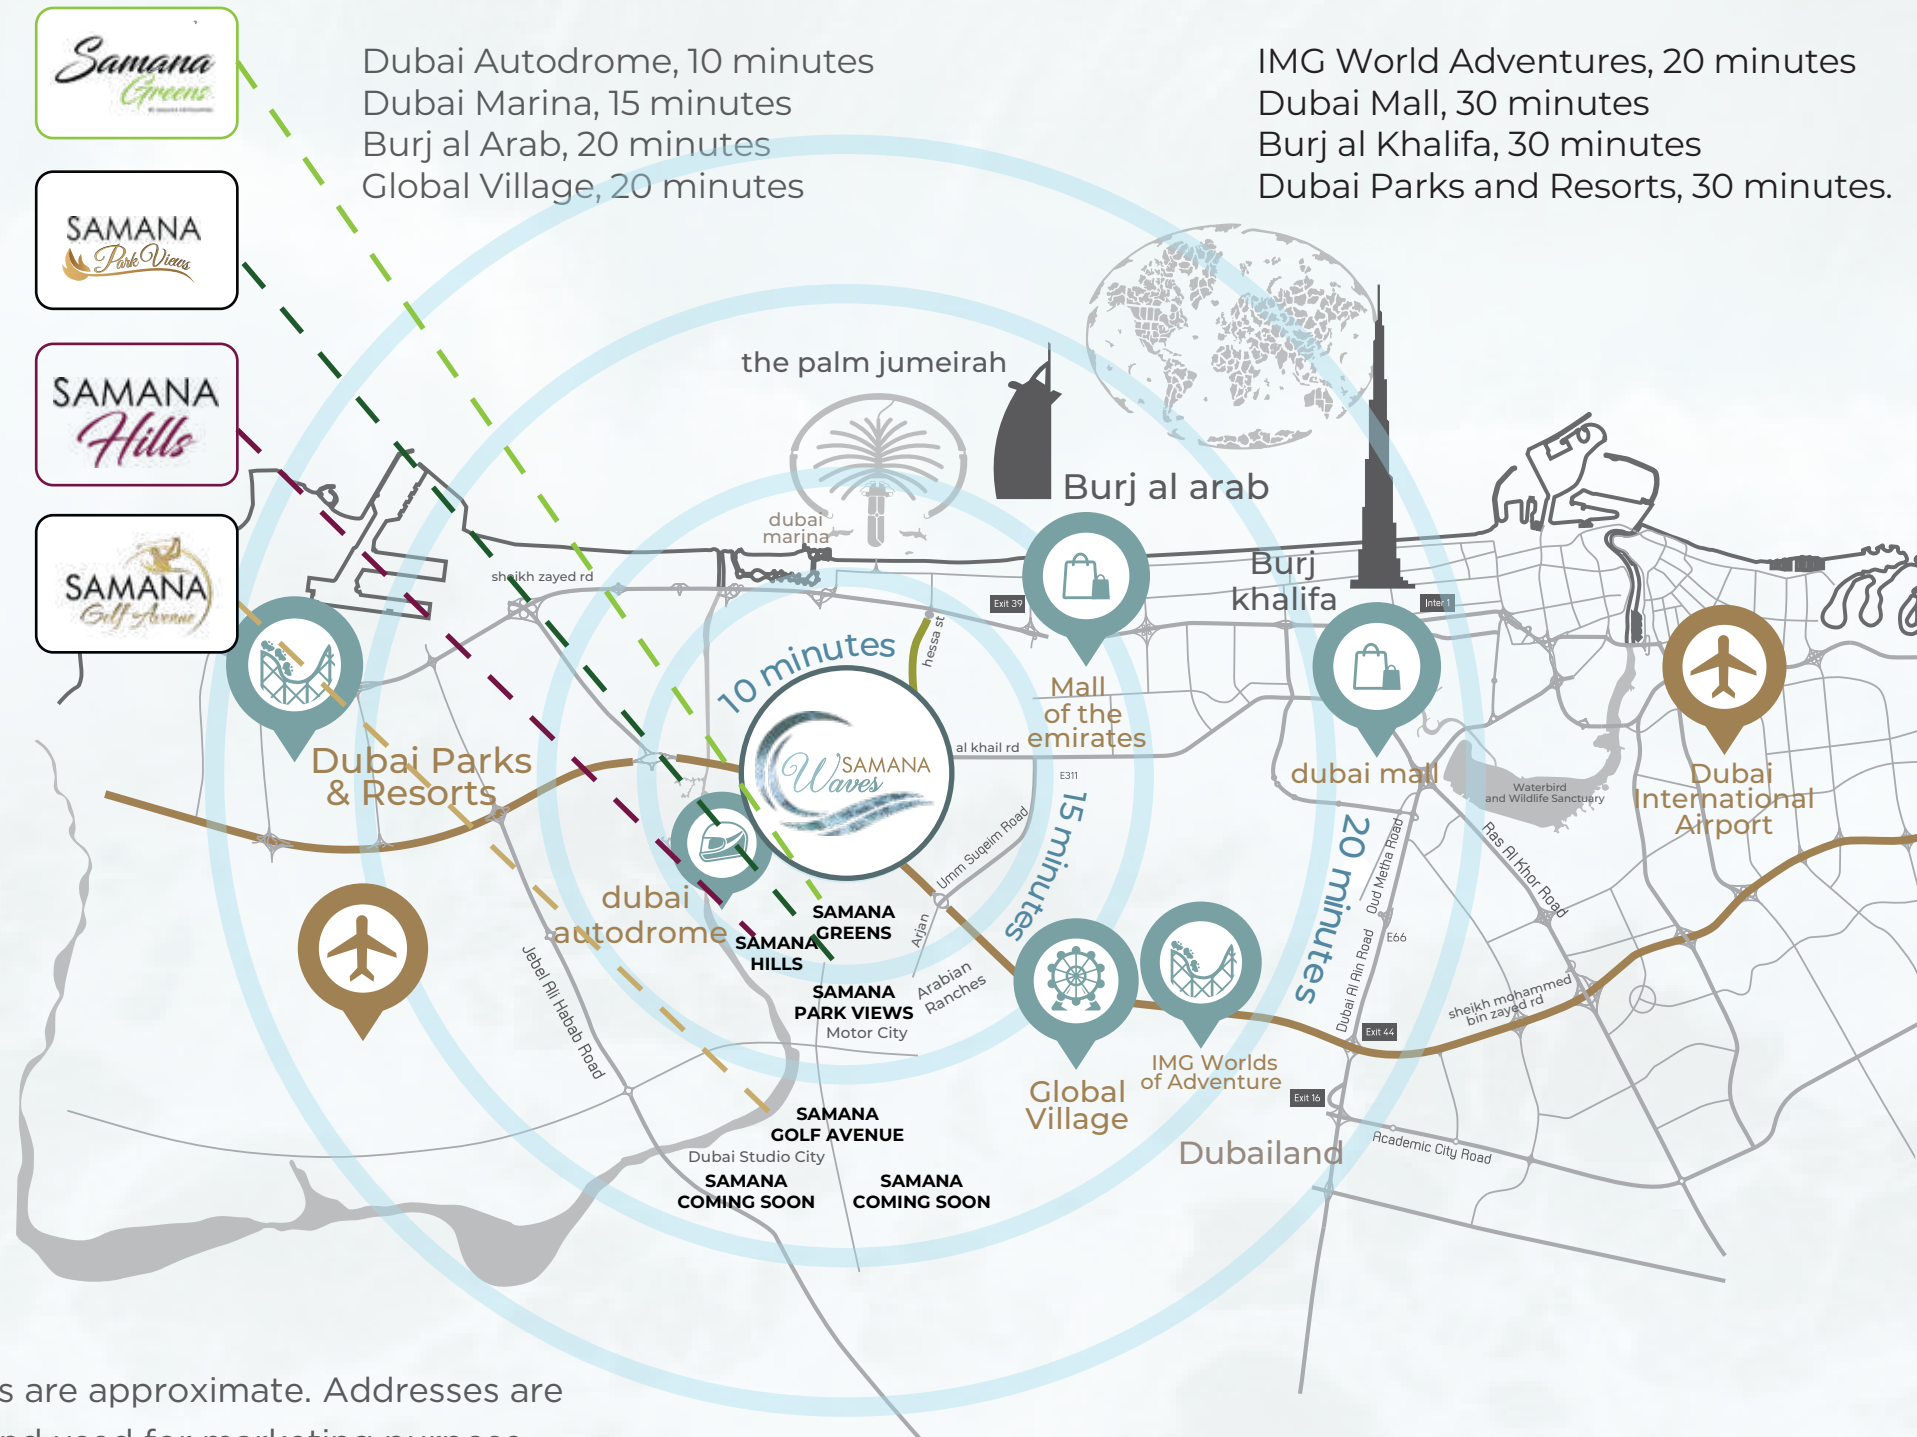 Samana
Greens
Dubai Autodrome, 10 minutes
Dubai Marina, 15 minutes
Burj al Arab, 20 minutes
Global Village, 20 minutes
IMG World Adventures, 20 minutes
Dubai Mall, 30 minutes
Burj al Khalifa, 30 minutes
Dubai Parks and Resorts, 30 minutes.
SAMANA
Park Views
SAMANA
Hills
SAMANA
Golf Avenue
the palm jumeirah
Burj al arab
dubai
marina
sheikh zayed rd
Exit 39
Burj
khalifa
Inter 1
hessa st
10 minutes
Mall
of the
emirates
al khail rd
SAMANA
Waves
E311
15 minutes
Umm Suqeim Road
Dubai Parks
& Resorts
dubai mall
Waterbird
and Wildlife Sanctuary
Dubai
International
Airport
20 minutes
Oud Metha Road
Ras Al Khor Road
dubai
autodrome
SAMANA
GREENS
SAMANA
HILLS
Arjan
Arabian
Ranches
SAMANA
PARK VIEWS
Motor City
Jebel Ali Habab Road
E66
Dubai Al Ain Road
sheikh mohammed
bin zayed rd
Exit 44
Global
Village
IMG Worlds
of Adventure
Exit 16
Academic City Road
Dubailand
SAMANA
GOLF AVENUE
Dubai Studio City
SAMANA
COMING SOON
SAMANA
COMING SOON
s are approximate. Addresses are
nd used for marketing purpose